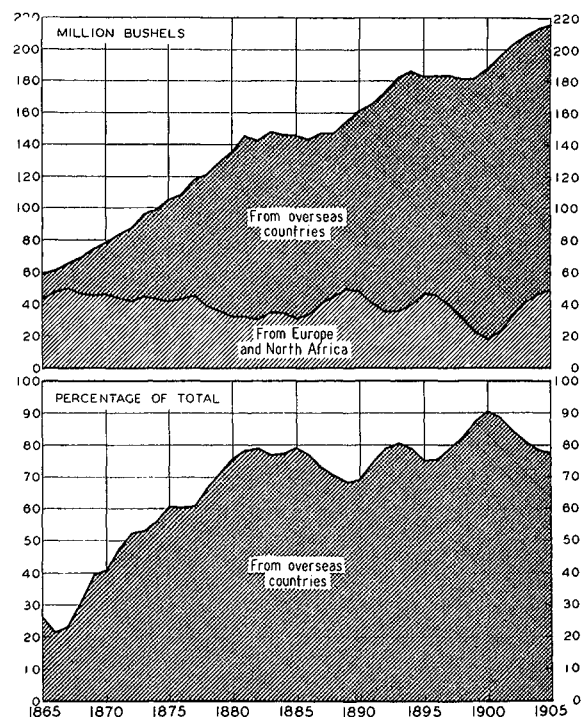 220 220
MILLION BUSHELS
200 200
180 180
160 160
140 140
120 120
100 100
From overseas
countries
80 80
60 60
40 40
From Europe
and North Africa
20 20
0 0
100 100
PERCENTAGE OF TOTAL
90 90
80 80
70 70
60 60
50 50
From overseas
countries
40 40
30 30
20 20
10 10
0 0
1865 1870 1875 1880 1885 1890 1895 1900 1905